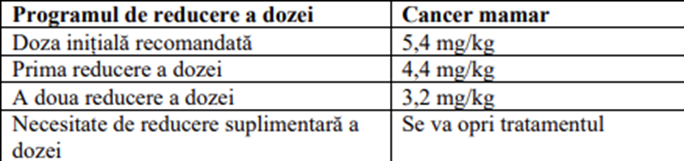 Programul de reducere a dozei Cancer mamar
Doza inițială recomandată 5,4 mg/kg
Prima reducere a dozei 4,4 mg/kg
A doua reducere a dozei 3,2 mg/kg
Necesitate de reducere suplimentară a Se va opri tratamentul
dozei